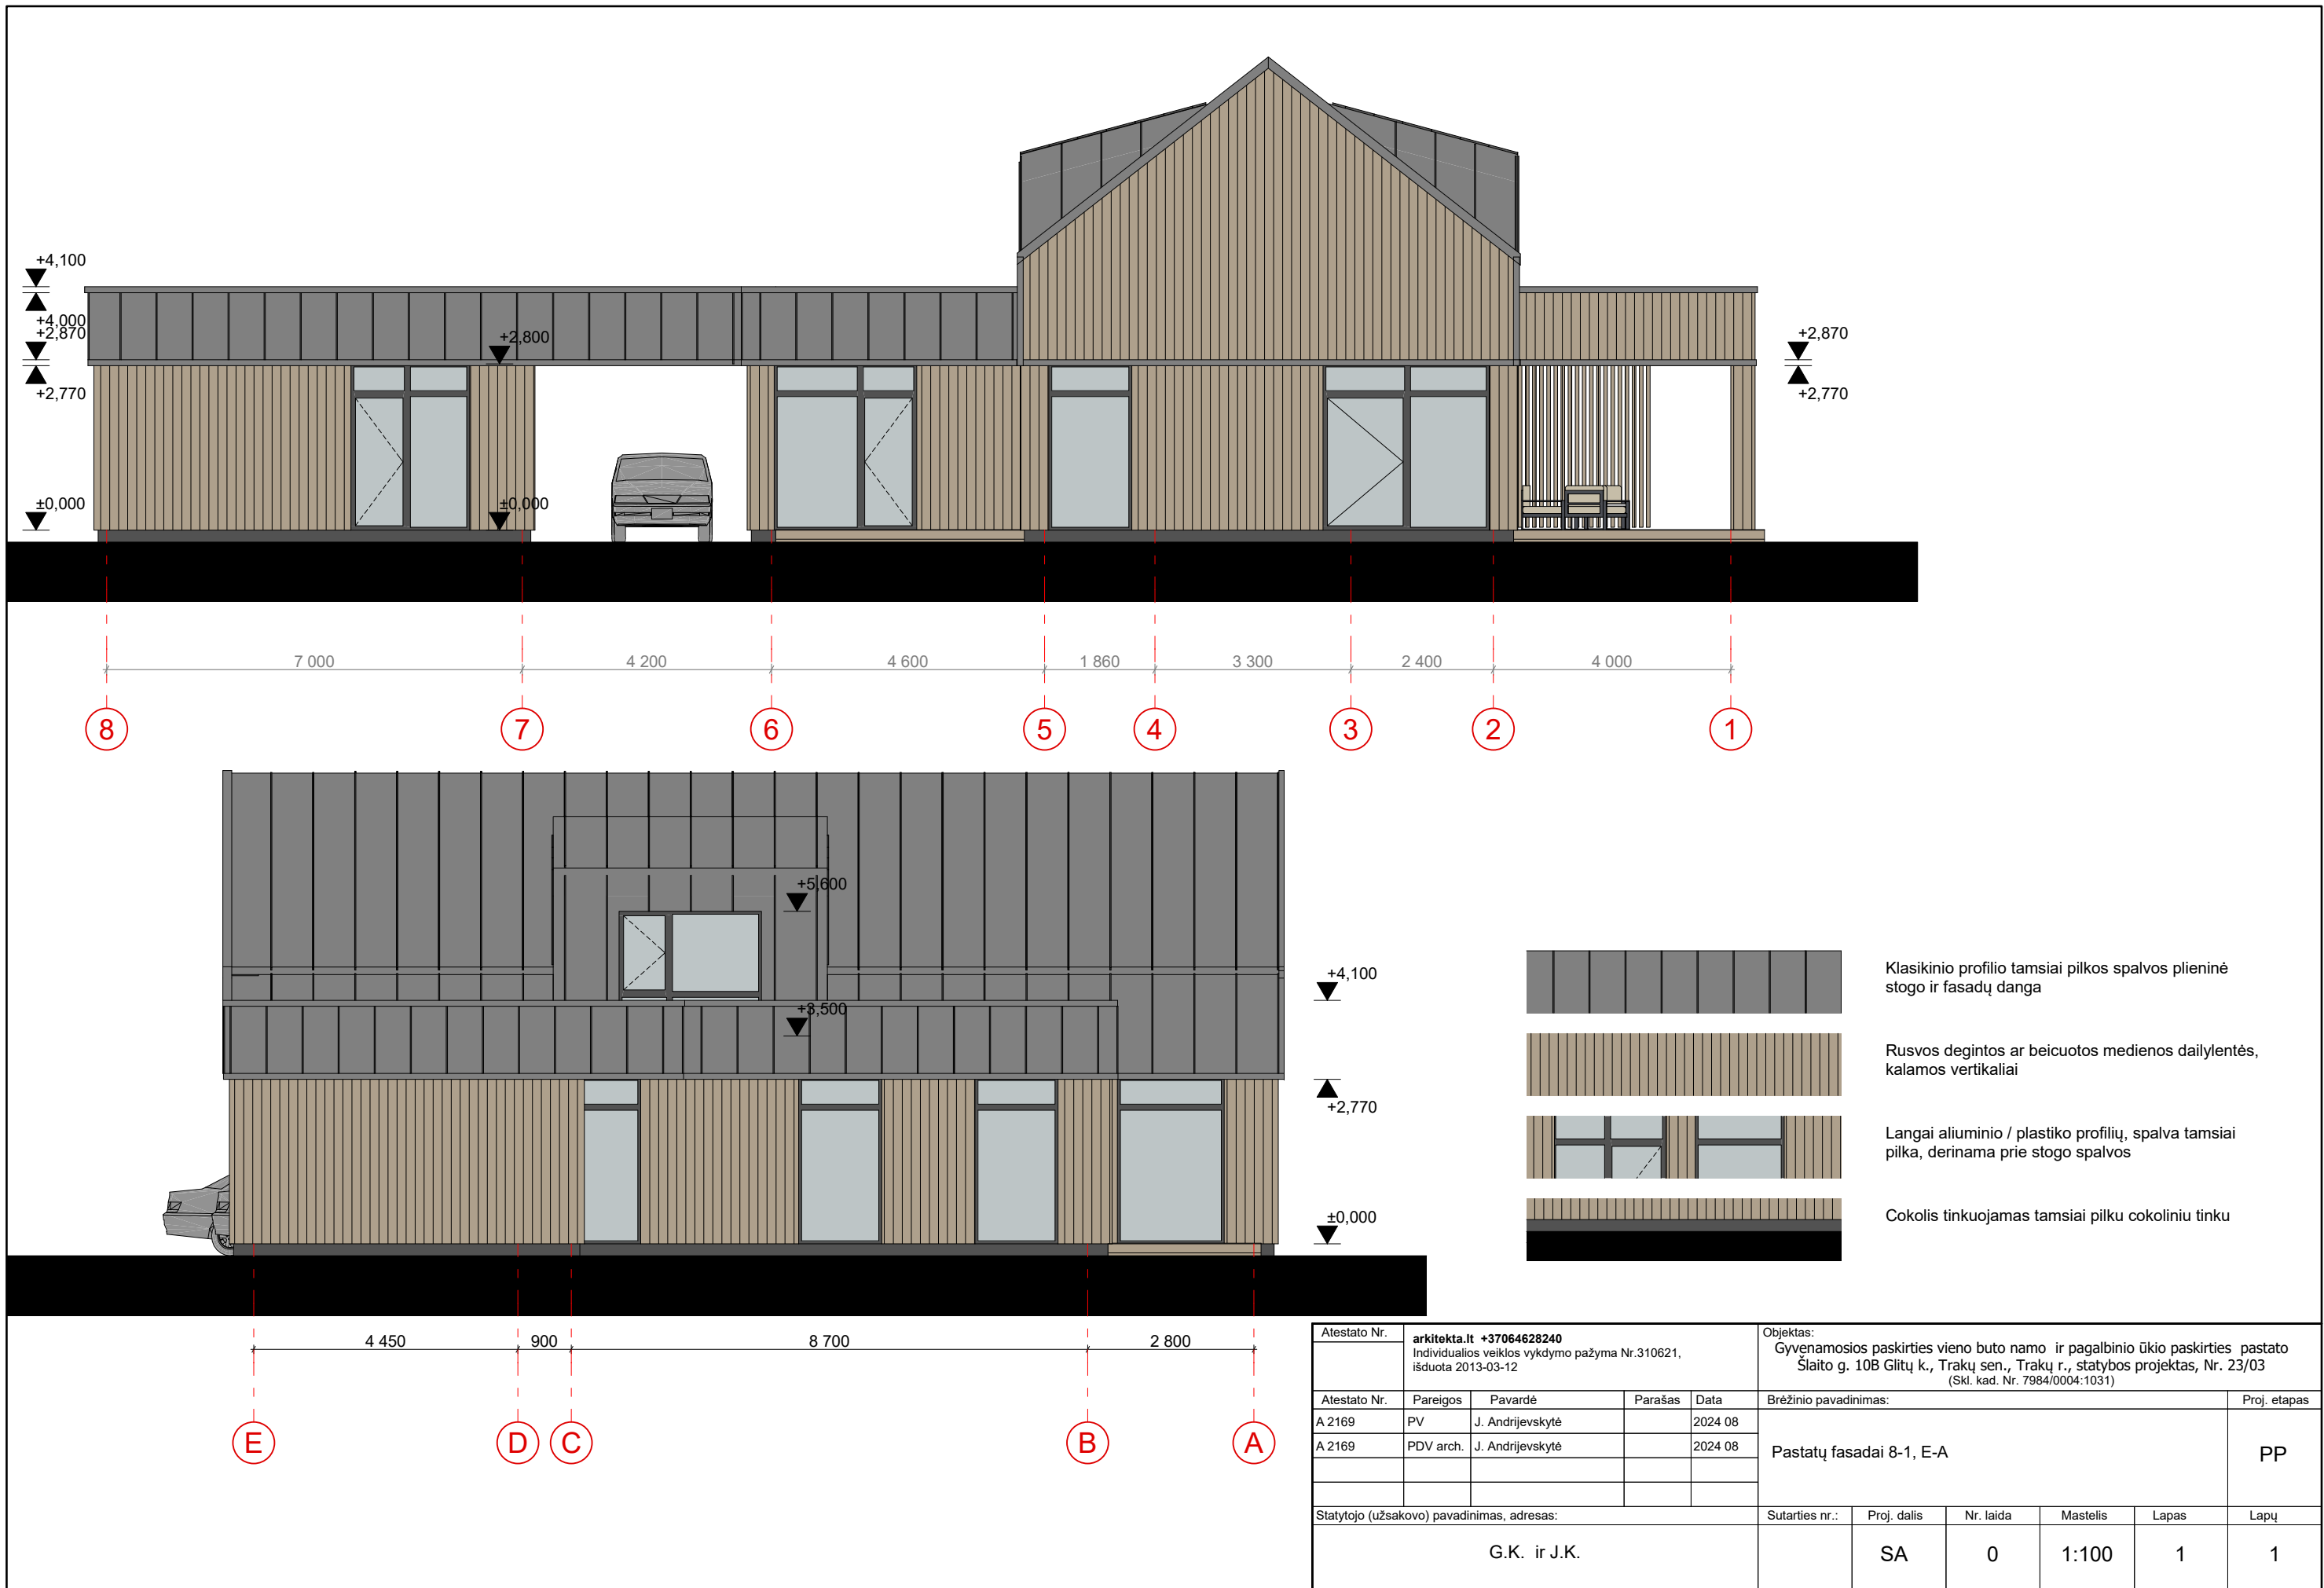 +4,100
+4,000
+2,870
+2,770
±0,000
+2,800
±0,000
+2,870
+2,770
7 000
4 200
4 600
1 860
3 300
2 400
4 000
8
7
6
5
4
3
2
1
+5,600
+3,500
+4,100
+2,770
±0,000
4 450
900
8 700
2 800
E
D
C
B
A
Klasikinio profilio tamsiai pilkos spalvos plieninė
stogo ir fasadų danga
Rusvos degintos ar beicuotos medienos dailylentės,
kalamos vertikaliai
Langai aliuminio / plastiko profilių, spalva tamsiai
pilka, derinama prie stogo spalvos
Cokolis tinkuojamas tamsiai pilku cokoliniu tinku
Atestato Nr.
arkitekta.lt +37064628240
Individualios veiklos vykdymo pažyma Nr.310621,
išduota 2013-03-12
Objektas:
Gyvenamosios paskirties vieno buto namo ir pagalbinio ūkio paskirties pastato
Šlaito g. 10B Glitų k., Trakų sen., Trakų r., statybos projektas, Nr. 23/03
(Skl. kad. Nr. 7984/0004:1031)
Atestato Nr. Pareigos Pavardė Parašas Data
A 2169 PV J. Andrijevskytė 2024 08
A 2169 PDV arch. J. Andrijevskytė 2024 08
Brėžinio pavadinimas:
Pastatų fasadai 8-1, E-A
Proj. etapas
PP
Statytojo (užsakovo) pavadinimas, adresas:
G.K. ir J.K.
Sutarties nr.: Proj. dalis Nr. laida Mastelis Lapas Lapų
SA 0 1:100 1 1